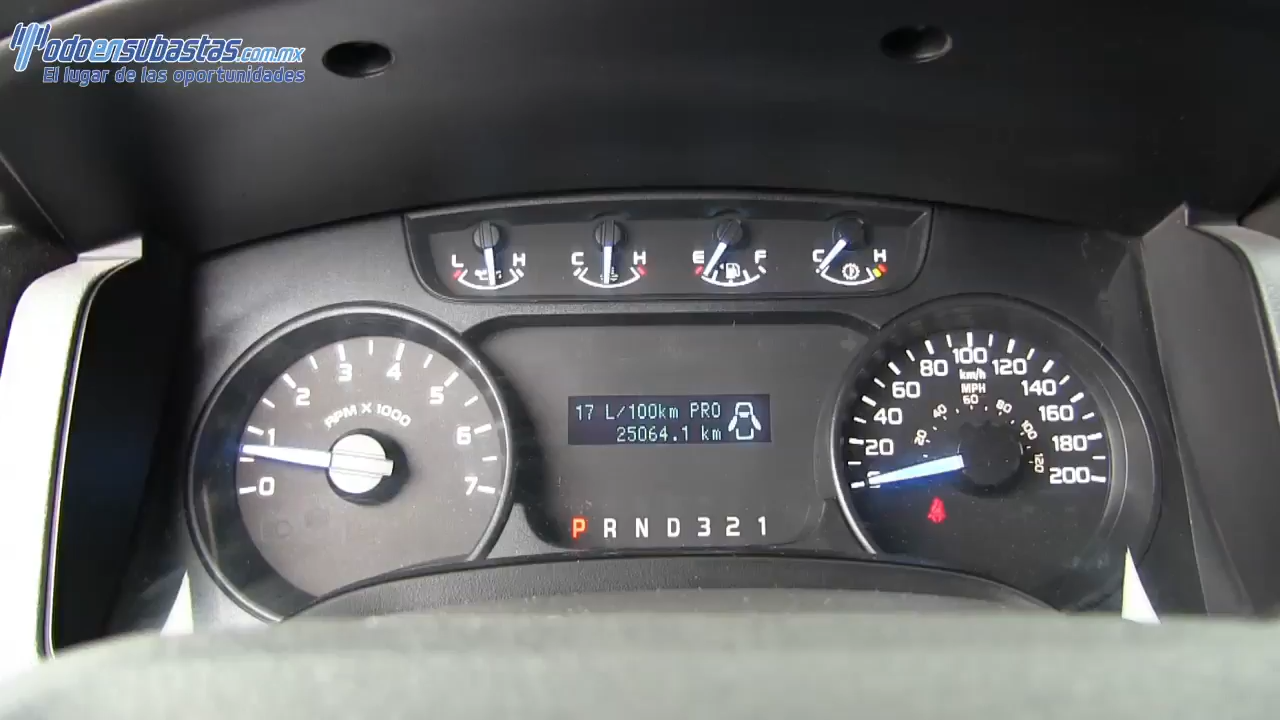 Todoensubastas.com.mx
El lugar de las oportunidades
L H
C H
E F
C H
0 1 2 3 4 5 6 7
RPM X 1000
17 L/100km PRO
25064.1 km
P R N D 3 2 1
0 20 40 60 80 100 120 140 160 180 200
km/h
MPH
20 40 60 80 100 120